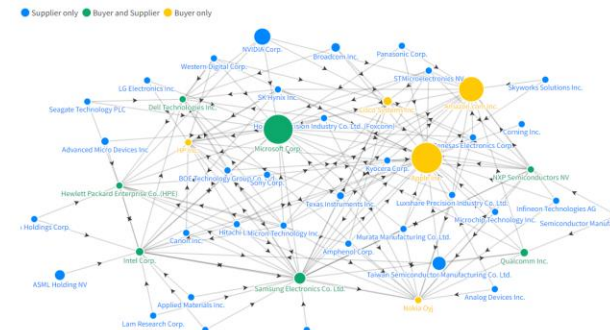 Supplier only
Buyer and Supplier
Buyer only
NVIDIA Corp.
Broadcom Inc.
Panasonic Corp.
Western Digital Corp.
STMicroelectronics NV
Skyworks Solutions Inc.
LG Electronics Inc.
SK Hynix Inc.
Seagate Technology PLC
Dell Technologies Inc.
Precision Industry Co. Ltd. (Foxconn)
Corning Inc.
Advanced Micro Devices Inc
Microsoft Corp.
Electronics Corp.
Kyocera Corp.
BOE Technology Group Co
Sony Corp.
NXP Semiconductors NV
Hewlett Packard Enterprise Co. (HPE)
Texas Instruments Inc.
Luxshare Precision Industry Co. Ltd.
Infineon Technologies AG
Holdings Corp.
Hitachi L
Micron Technology Inc.
Microchip Technology Inc.
Semiconductor Manuf
Canon Inc.
Murata Manufacturing Co. Ltd.
Amphenol Corp.
Intel Corp.
Qualcomm Inc.
ASML Holding NV
Samsung Electronics Co. Ltd.
Taiwan Semiconductor Manufacturing Co. Ltd.
Applied Materials Inc.
Nokia Oyj
Analog Devices Inc.
Lam Research Corp.